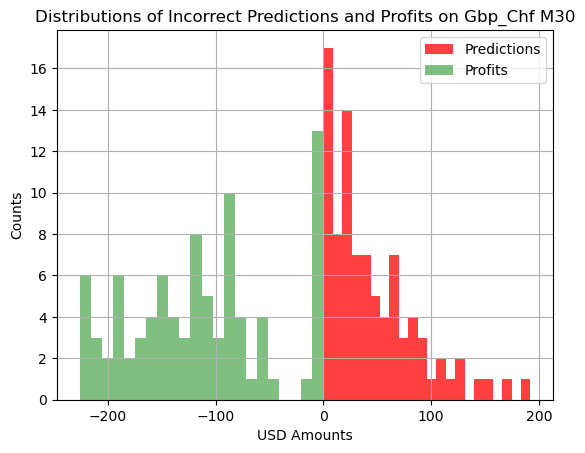 Distributions of Incorrect Predictions and Profits on Gbp_Chf M30
Predictions
Profits
16
14
12
10
8
6
4
2
0
Counts
−200
−100
0
100
200
USD Amounts